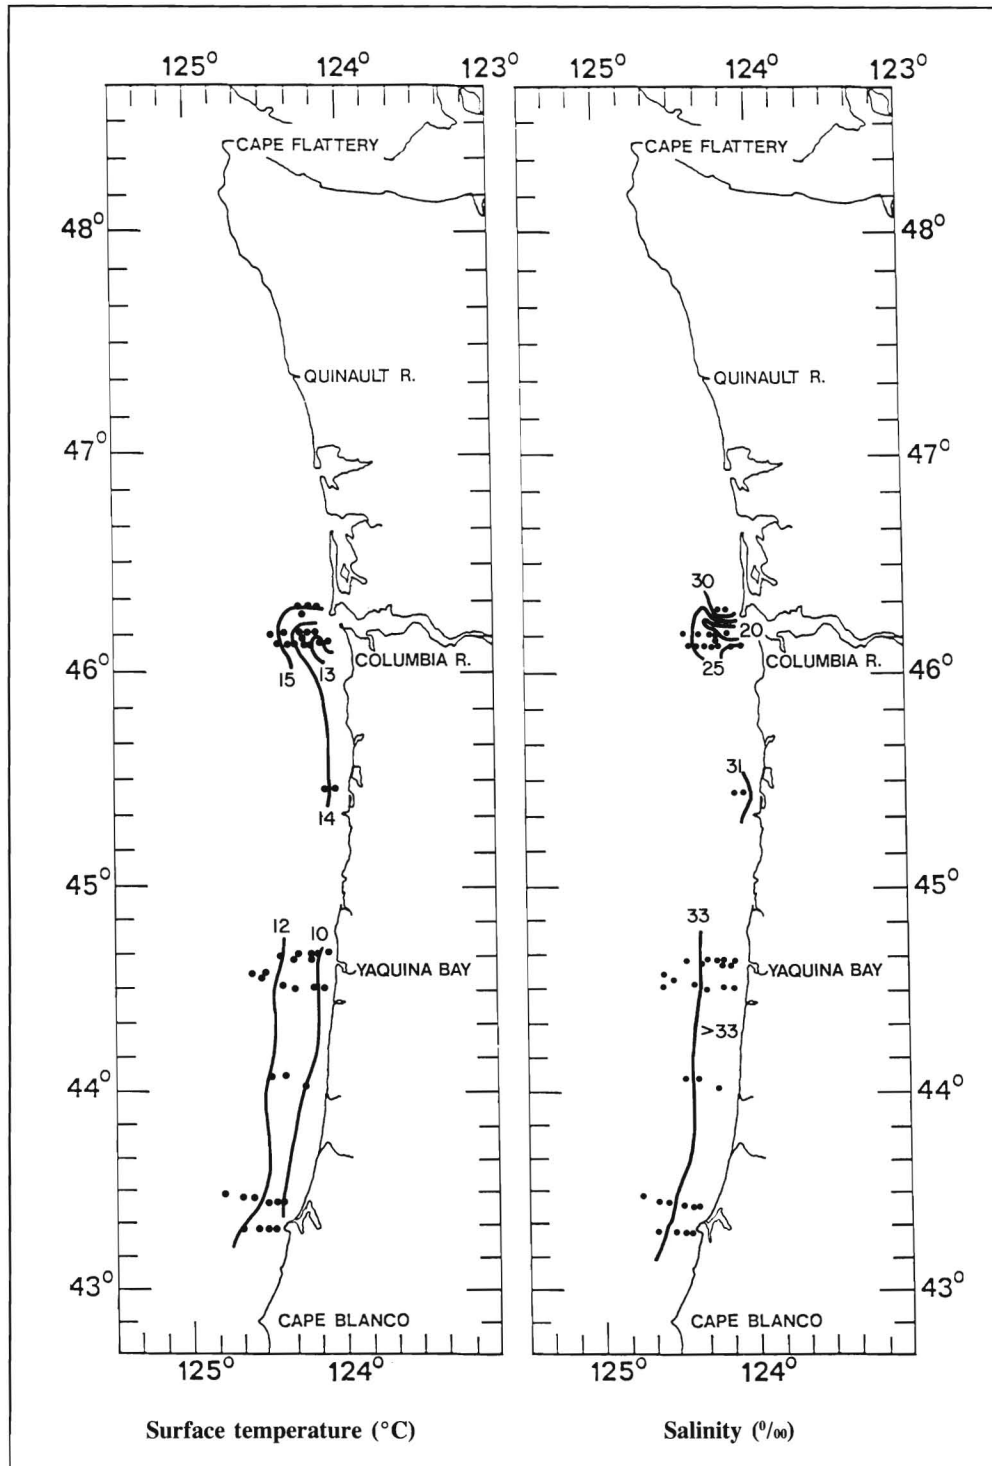 125° 124° 123° 125° 124° 123°
CAPE FLATTERY CAPE FLATTERY
48° 48°
QUINAULT R. QUINAULT R.
47° 47°
30
20
COLUMBIA R. COLUMBIA R.
46° 15 13 25 46°
31
14
45° 45°
12 10 33
YAQUINA BAY YAQUINA BAY
>33
44° 44°
43° 43°
CAPE BLANCO CAPE BLANCO
125° 124° 125° 124°
Surface temperature (°C) Salinity (⁰/₀₀)